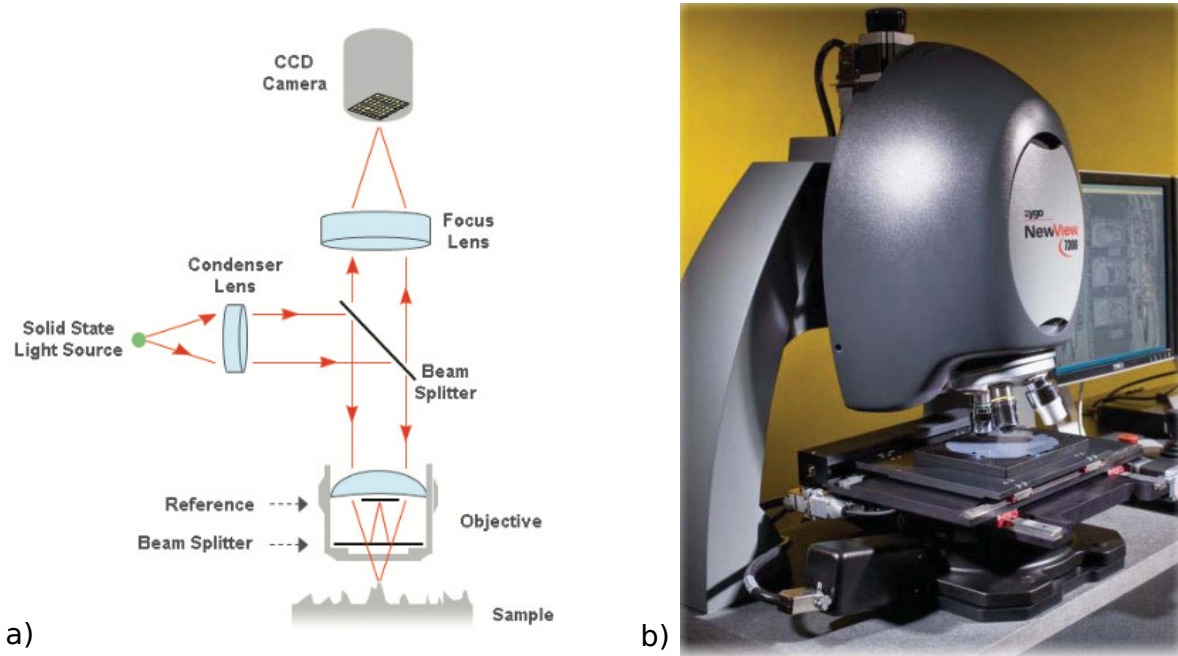 CCD
Camera
Focus
Lens
Condenser
Lens
Solid State
Light Source
Beam
Splitter
Reference
Objective
Beam Splitter
Sample
a)
zygo
NewView
7300
b)